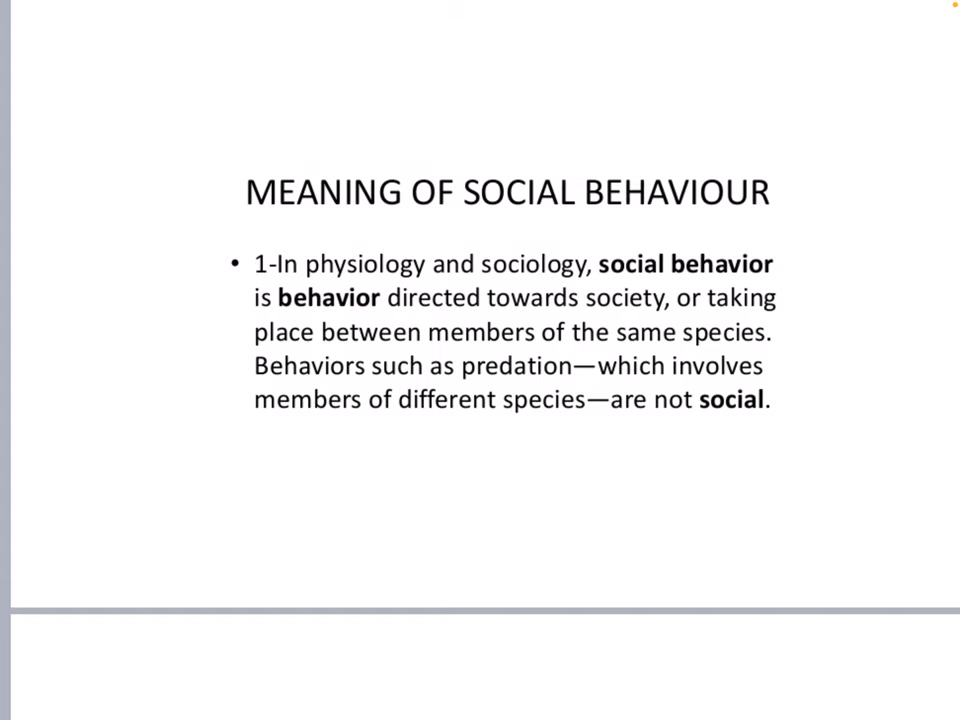 MEANING OF SOCIAL BEHAVIOUR
• 1-In physiology and sociology, social behavior
is behavior directed towards society, or taking
place between members of the same species.
Behaviors such as predation—which involves
members of different species—are not social.